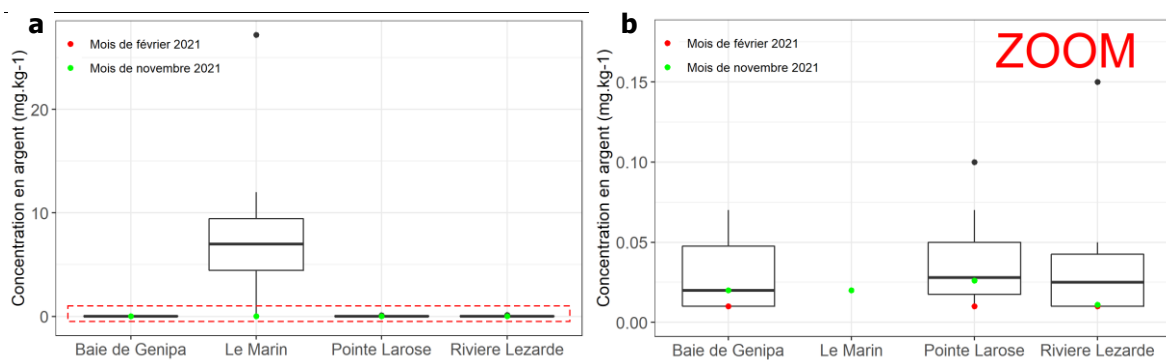 a
Mois de février 2021
Mois de novembre 2021
Concentration en argent (mg.kg-1)
20
10
0
Baie de Genipa
Le Marin
Pointe Larose
Riviere Lezarde
b
Mois de février 2021
Mois de novembre 2021
ZOOM
Concentration en argent (mg.kg-1)
0.15
0.10
0.05
0.00
Baie de Genipa
Le Marin
Pointe Larose
Riviere Lezarde